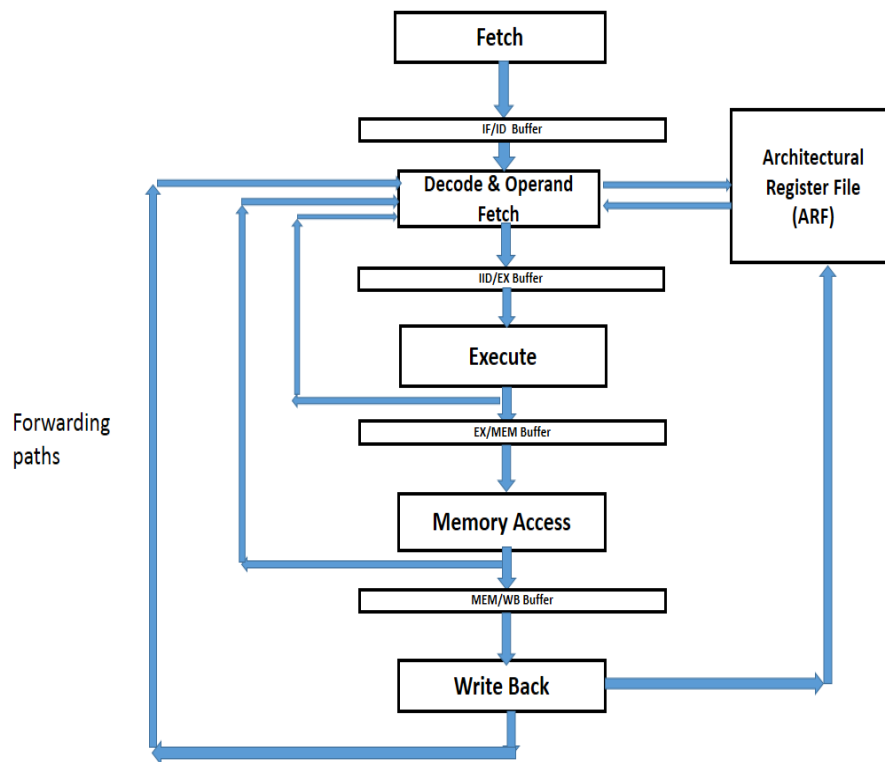 Fetch
IF/ID Buffer
Decode & Operand
Fetch
Architectural
Register File
(ARF)
IID/EX Buffer
Execute
Forwarding
paths
EX/MEM Buffer
Memory Access
MEM/WB Buffer
Write Back